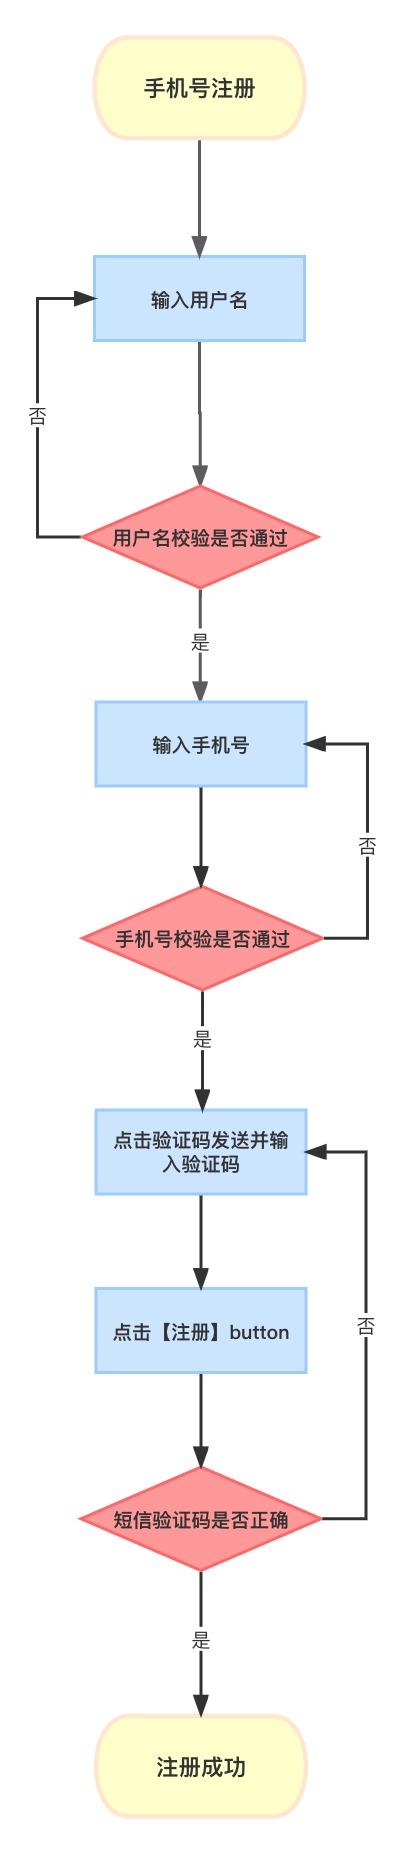 手机号注册
输入用户名
否
用户名校验是否通过
是
输入手机号
否
手机号校验是否通过
是
点击验证码发送并输
入验证码
否
点击【注册】button
短信验证码是否正确
是
注册成功